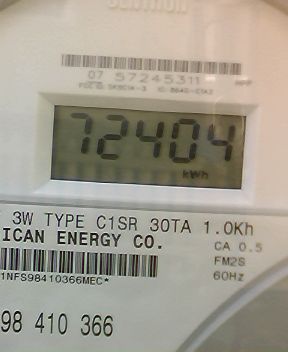 CENTRON
07 57245311
72404
kWh
3W TYPE C1SR 30TA 1.0Kh
ICAN ENERGY CO.
CA 0.5
FM2S
60Hz
1NFS98410366MEC*
98 410 366